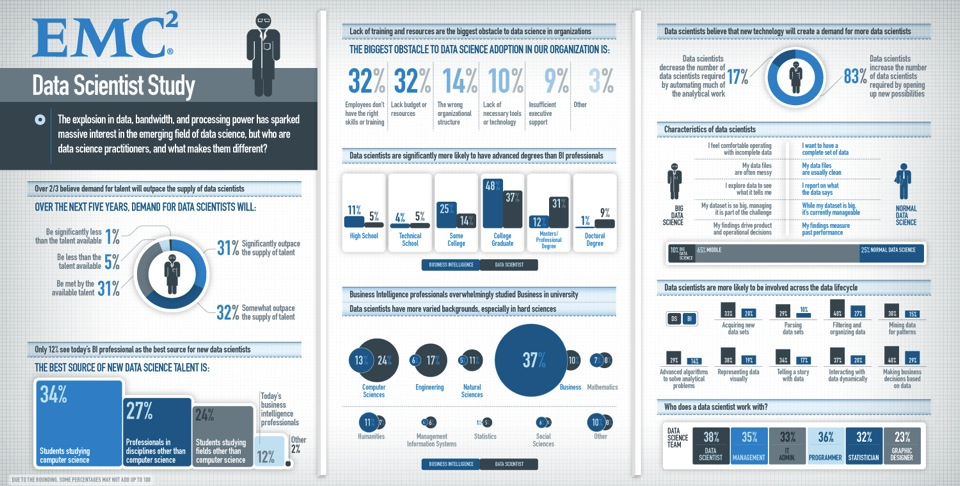 EMC²
Data Scientist Study
The explosion in data, bandwidth, and processing power has sparked
massive interest in the emerging field of data science, but who are
data science practitioners, and what makes them different?
Over 2/3 believe demand for talent will outpace the supply of data scientists
OVER THE NEXT FIVE YEARS, DEMAND FOR DATA SCIENTISTS WILL:
Be significantly less
than the talent available
1%
Be less than the
talent available
5%
Be met by the
available talent
31%
31%
Significantly outpace
the supply of talent
32%
Somewhat outpace
the supply of talent
Only 12% see today's BI professional as the best source for new data scientists
THE BEST SOURCE OF NEW DATA SCIENCE TALENT IS:
34%
Students studying
computer science
27%
Professionals in
disciplines other than
computer science
24%
Students studying
fields other than
computer science
Today's
business
intelligence
professionals
12%
Other
2%
DUE TO THE ROUNDING, SOME PERCENTAGES MAY NOT ADD UP TO 100
Lack of training and resources are the biggest obstacle to data science in organizations
THE BIGGEST OBSTACLE TO DATA SCIENCE ADOPTION IN OUR ORGANIZATION IS:
32%
Employees don't
have the right
skills or training
32%
Lack budget or
resources
14%
The wrong
organizational
structure
10%
Lack of
necessary tools
or technology
9%
Insufficient
executive
support
3%
Other
Data scientists are significantly more likely to have advanced degrees than BI professionals
11% 5%
High School
4% 5%
Technical
School
25% 14%
Some
College
48% 37%
College
Graduate
12% 31%
Masters/
Professional
Degree
1% 9%
Doctoral
Degree
BUSINESS INTELLIGENCE DATA SCIENTIST
Business Intelligence professionals overwhelmingly studied Business in university
Data scientists have more varied backgrounds, especially in hard sciences
13% 24%
Computer
Sciences
17%
Engineering
11%
Natural
Sciences
37% 10%
Business
Mathematics
11%
Humanities
Management
Information Systems
Statistics
Social
Sciences
10%
Other
BUSINESS INTELLIGENCE DATA SCIENTIST
Data scientists believe that new technology will create a demand for more data scientists
Data scientists
decrease the number of
data scientists required
by automating much of
the analytical work
17%
83%
Data scientists
increase the number
of data scientists
required by opening
up new possibilities
Characteristics of data scientists
BIG
DATA
SCIENCE
I feel comfortable operating
with incomplete data
I want to have a
complete set of data
My data files
are often messy
My data files
are usually clean
I explore data to see
what it tells me
I report on what
the data says
My dataset is so big, managing
it is part of the challenge
While my dataset is big,
it's currently manageable
My findings drive product
and operational decisions
My findings measure
past performance
NORMAL
DATA
SCIENCE
10% BIG DATA SCIENCE
MIDDLE
25% NORMAL DATA SCIENCE
Data scientists are more likely to be involved across the data lifecycle
DS BI
Acquiring new
data sets
Parsing
data sets
Filtering and
organizing data
Mining data
for patterns
Advanced algorithms
to solve analytical
problems
Representing data
visually
Telling a story
with data
Interacting with
data dynamically
Making business
decisions based
on data
Who does a data scientist work with?
DATA
SCIENCE
TEAM
38%
DATA
SCIENTIST
35%
MANAGEMENT
33%
IT
ADMIN.
36%
PROGRAMMER
32%
STATISTICIAN
23%
GRAPHIC
DESIGNER